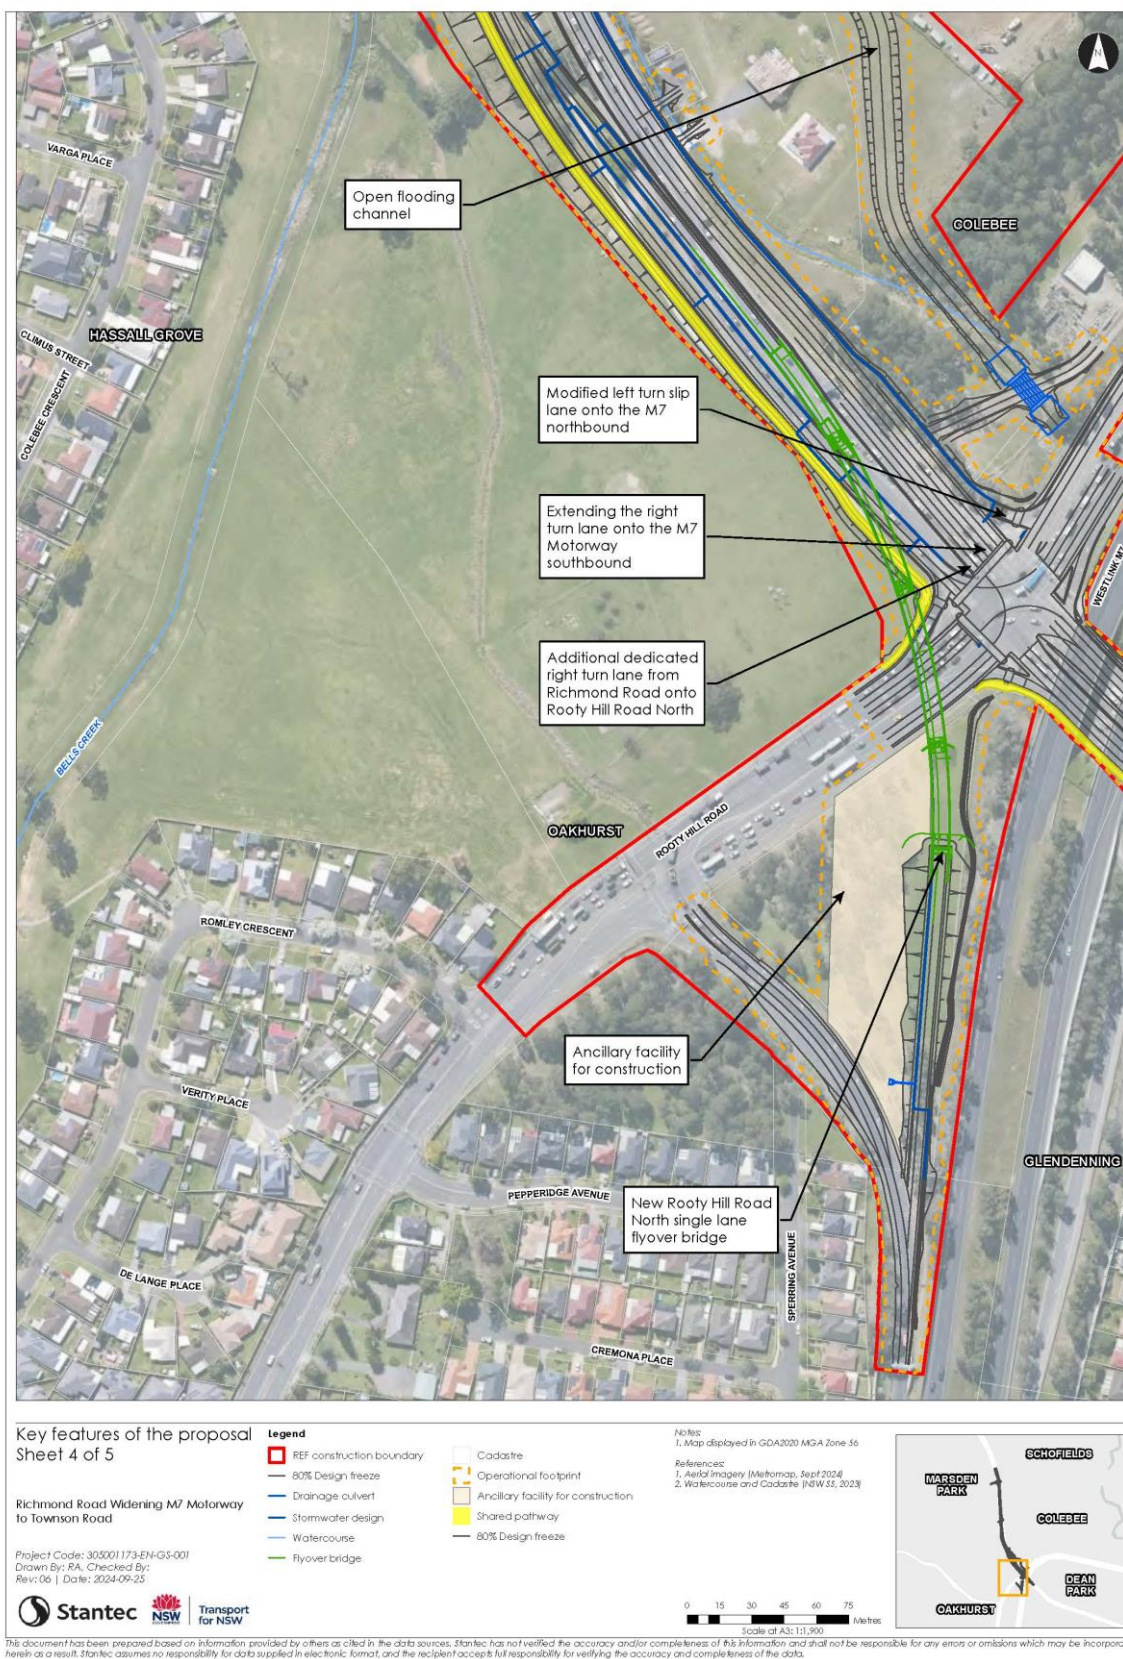 N
VARGA PLACE
Open flooding
channel
COLEBEE
HASSALL GROVE
CLIMUS STREET
COLEBEE CRESCENT
Modified left turn slip
lane onto the M7
northbound
Extending the right
turn lane onto the M7
Motorway
southbound
WESTLINK M7
Additional dedicated
right turn lane from
Richmond Road onto
Rooty Hill Road North
BELLS CREEK
OAKHURST
ROOTY HILL ROAD
ROMLEY CRESCENT
Ancillary facility
for construction
VERITY PLACE
GLENDENNING
PEPPERIDGE AVENUE
New Rooty Hill Road
North single lane
flyover bridge
SPERRING AVENUE
DE LANGE PLACE
CREMONA PLACE
Key features of the proposal
Sheet 4 of 5
Richmond Road Widening M7 Motorway
to Townson Road
Project Code: 305001173-EN-GS-001
Drawn By: RA, Checked By:
Rev: 06 | Date: 2024-09-25
Stantec
NSW
GOVERNMENT
Transport
for NSW
Legend
REF construction boundary
80% Design freeze
Drainage culvert
Stormwater design
Watercourse
Flyover bridge
Cadastre
Operational footprint
Ancillary facility for construction
Shared pathway
80% Design freeze
Notes:
1. Map displayed in GDA2020 MGA Zone 56
References:
1. Aerial imagery (Metromap, Sept 2024)
2. Watercourse and Cadastre (NSW SS, 2023)
0 15 30 45 60 75
Metres
Scale at A3: 1:1,900
SCHOFIELDS
MARSDEN
PARK
COLEBEE
DEAN
PARK
OAKHURST
This document has been prepared based on information provided by others as cited in the data sources. Stantec has not verified the accuracy and/or completeness of this information and shall not be responsible for any errors or omissions which may be incorpora
herein as a result. Stantec assumes no responsibility for data supplied in electronic format, and the recipient accepts full responsibility for verifying the accuracy and completeness of the data.